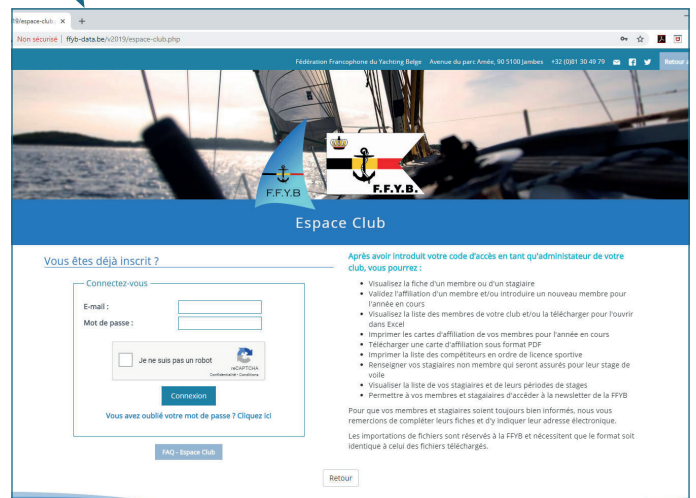 19/espace-club.
Non sécurisé | ffyb-data.be/v2019/espace-club.php
Fédération Francophone du Yachting Belge Avenue du parc Amée, 90 5100 Jambes +32 (0)81 30 49 79
Retour
F.F.Y.B
F.F.Y.B.
Espace Club
Vous êtes déjà inscrit ?
Connectez-vous
E-mail :
Mot de passe :
Je ne suis pas un robot
reCAPTCHA
Confidentialité - Conditions
Connexion
Vous avez oublié votre mot de passe ? Cliquez ici
FAQ - Espace Club
Après avoir introduit votre code d'accès en tant qu'administateur de votre
club, vous pourrez :
• Visualisez la fiche d'un membre ou d'un stagiaire
• Validez l'affiliation d'un membre et/ou introduire un nouveau membre pour
l'année en cours
• Visualisez la liste des membres de votre club et/ou la télécharger pour l'ouvrir
dans Excel
• Imprimer les cartes d'affiliation de vos membres pour l'année en cours
• Télécharger une carte d'affiliation sous format PDF
• Imprimer la liste des compétiteurs en ordre de licence sportive
• Renseigner vos stagiaires non membre qui seront assurés pour leur stage de
voile
• Visualiser la liste de vos stagiaires et de leurs périodes de stages
• Permettre à vos membres et stagaiaires d'accéder à la newsletter de la FFYB
Pour que vos membres et stagiaires soient toujours bien informés, nous vous
remercions de compléter leurs fiches et d'y indiquer leur adresse électronique.
Les importations de fichiers sont réservés à la FFYB et nécessitent que le format soit
identique à celui des fichiers téléchargés.
Retour